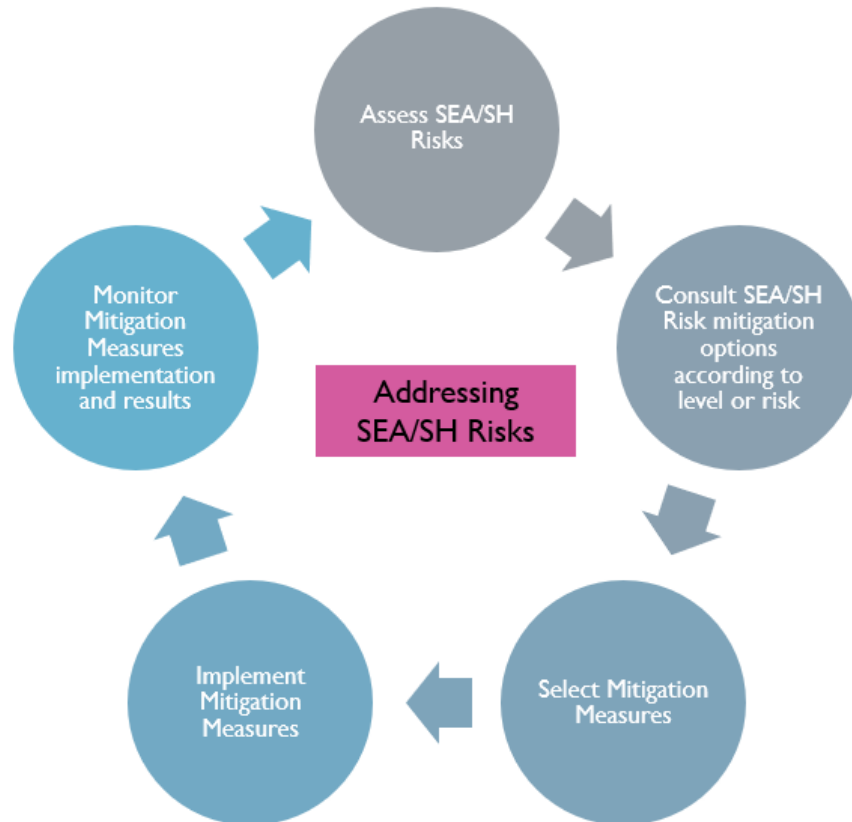 Assess SEA/SH
Risks
Consult SEA/SH
Risk mitigation
options
according to
level or risk
Select Mitigation
Measures
Implement
Mitigation
Measures
Monitor
Mitigation
Measures
implementation
and results
Addressing
SEA/SH Risks